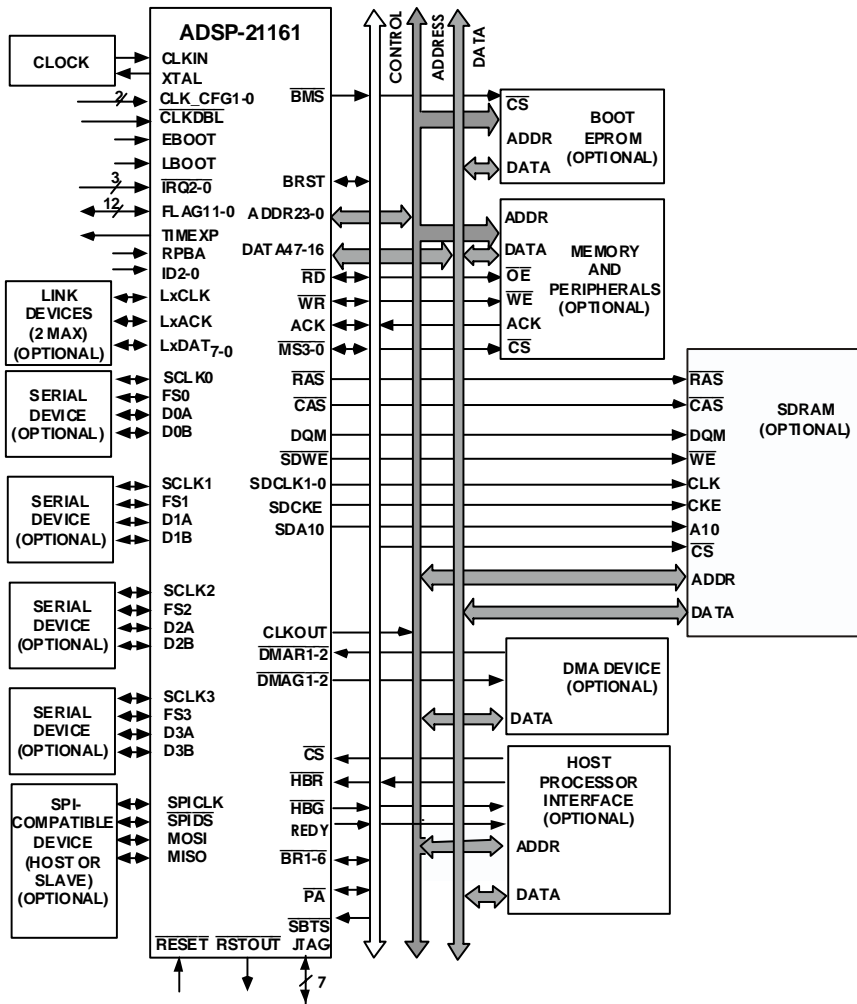 ADSP-21161
CLOCK
CLKIN
XTAL
2
CLK_CFG1-0
CLKDBL
EBOOT
LBOOT
3
IRQ2-0
12
FLAG11-0
TIMEXP
RPBA
ID2-0
LINK
DEVICES
(2 MAX)
(OPTIONAL)
LxCLK
LxACK
LxDAT7-0
SERIAL
DEVICE
(OPTIONAL)
SCLK0
FS0
D0A
D0B
SERIAL
DEVICE
(OPTIONAL)
SCLK1
FS1
D1A
D1B
SERIAL
DEVICE
(OPTIONAL)
SCLK2
FS2
D2A
D2B
SERIAL
DEVICE
(OPTIONAL)
SCLK3
FS3
D3A
D3B
SPI-
COMPATIBLE
DEVICE
(HOST OR
SLAVE)
(OPTIONAL)
SPICLK
SPIDS
MOSI
MISO
RESET
RSTOUT
JTAG
7
BMS
BRST
ADDR23-0
DATA47-16
RD
WR
ACK
MS3-0
RAS
CAS
DQM
SDWE
SDCLK1-0
SDCKE
SDA10
CLKOUT
DMAR1-2
DMAG1-2
CS
HBR
HBG
REDY
BR1-6
PA
SBTS
CONTROL
ADDRESS
DATA
CS
ADDR
DATA
BOOT
EPROM
(OPTIONAL)
ADDR
DATA
OE
WE
ACK
CS
MEMORY
AND
PERIPHERALS
(OPTIONAL)
RAS
CAS
DQM
WE
CLK
CKE
A10
CS
ADDR
DATA
SDRAM
(OPTIONAL)
DMA DEVICE
(OPTIONAL)
DATA
HOST
PROCESSOR
INTERFACE
(OPTIONAL)
ADDR
DATA